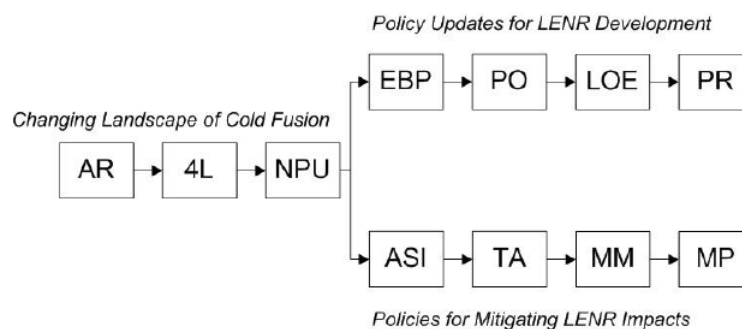 Policy Updates for LENR Development
EBP PO LOE PR
Changing Landscape of Cold Fusion
AR 4L NPU
ASI TA MM MP
Policies for Mitigating LENR Impacts